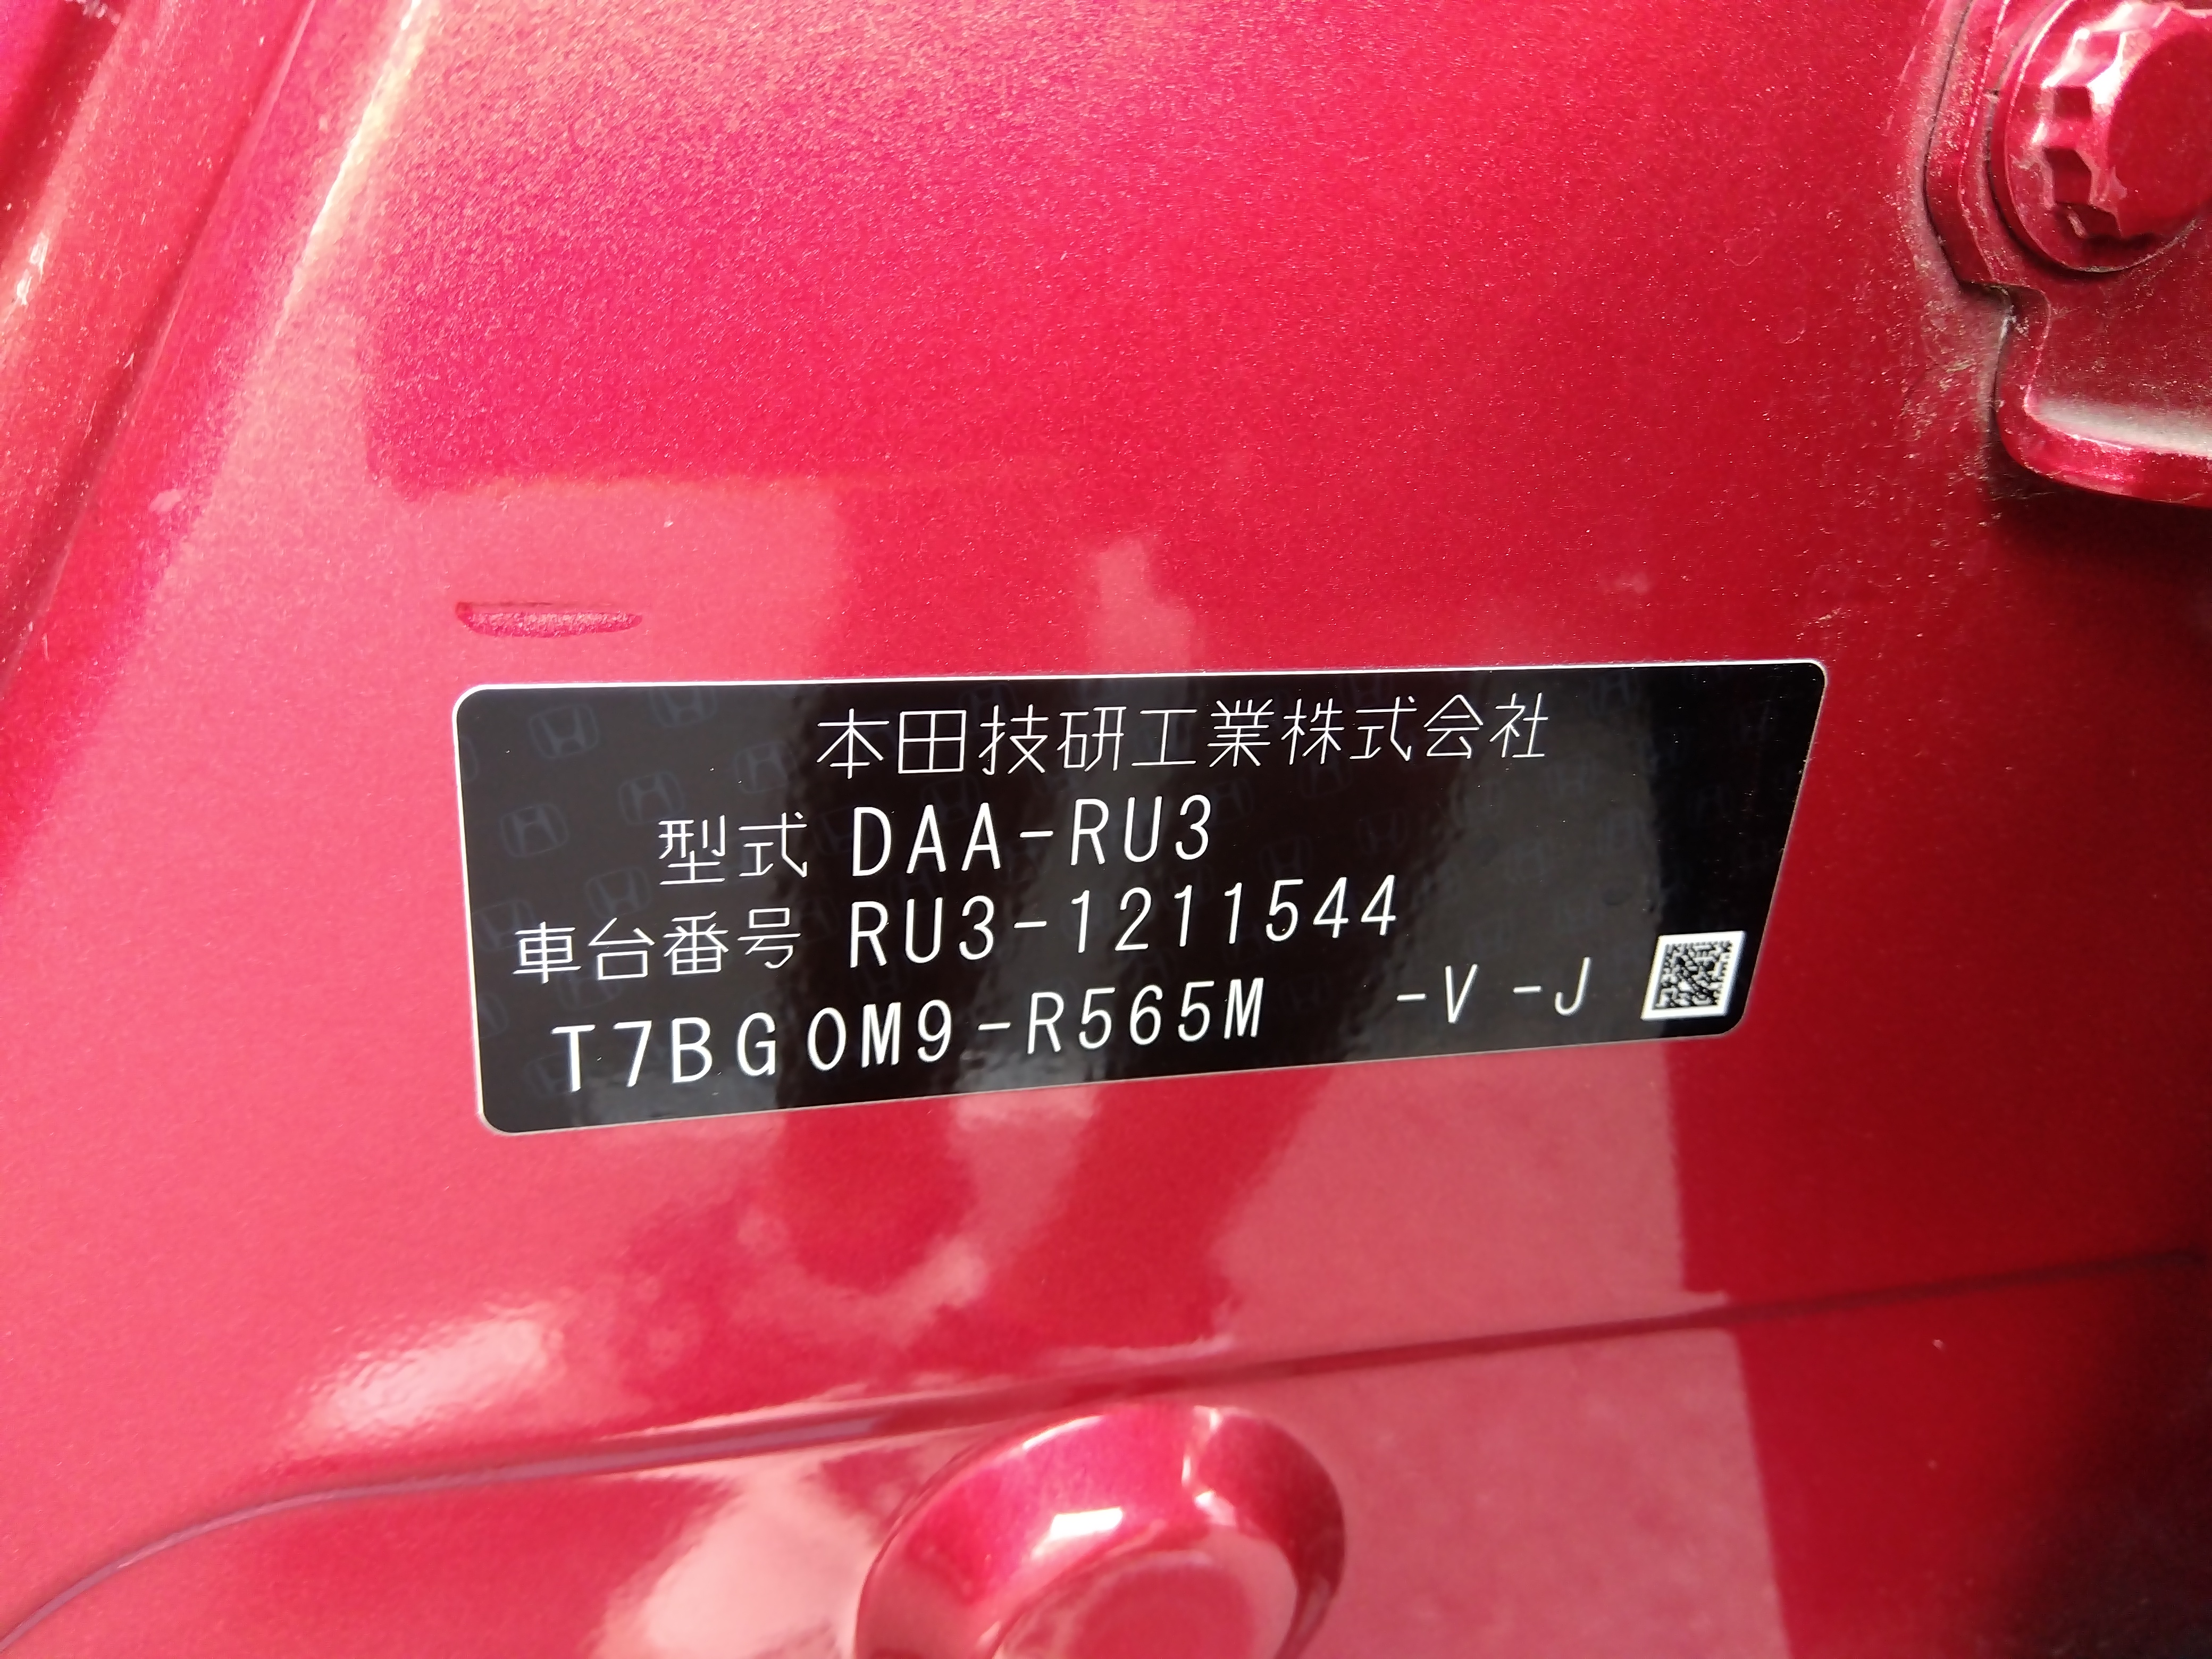 本田技研工業株式会社
型式 DAA-RU3
車台番号 RU3-1211544
T7BG0M9-R565M -V -J